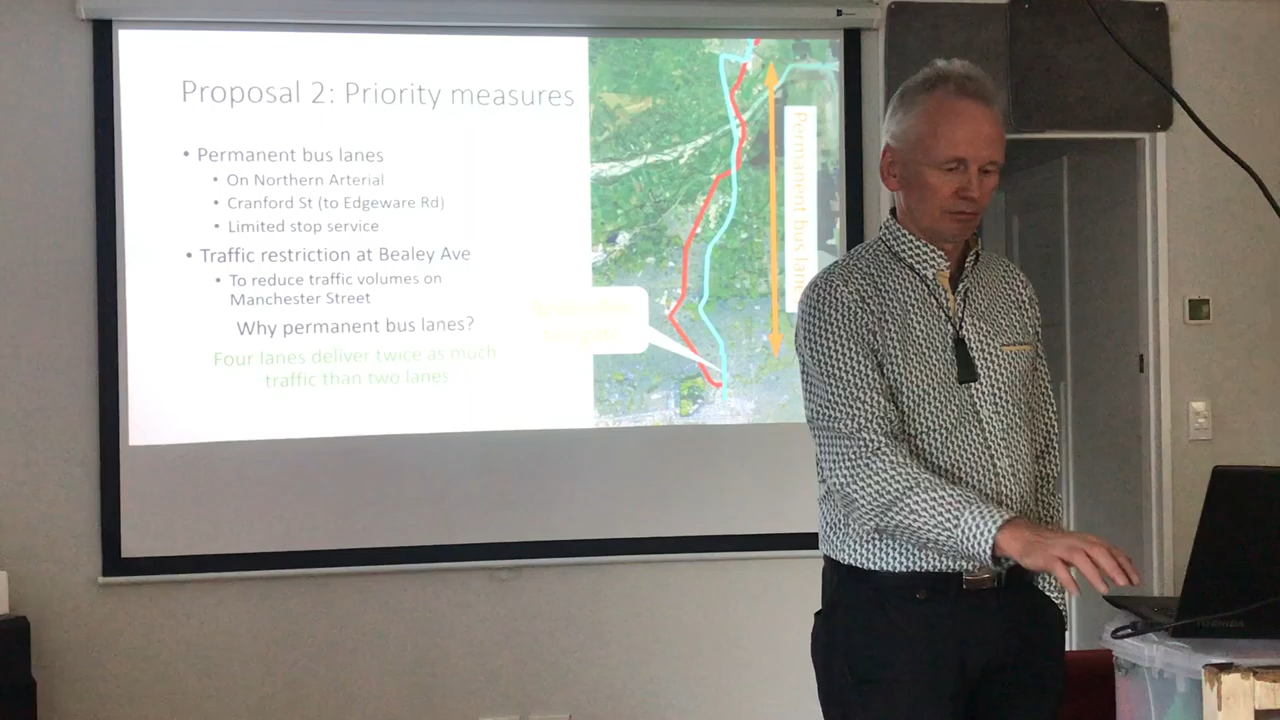 Proposal 2: Priority measures
• Permanent bus lanes
• On Northern Arterial
• Cranford St (to Edgeware Rd)
• Limited stop service
• Traffic restriction at Bealey Ave
• To reduce traffic volumes on
Manchester Street
Why permanent bus lanes?
Four lanes deliver twice as much
traffic than two lanes
Permanent bus lane
TOSHIBA